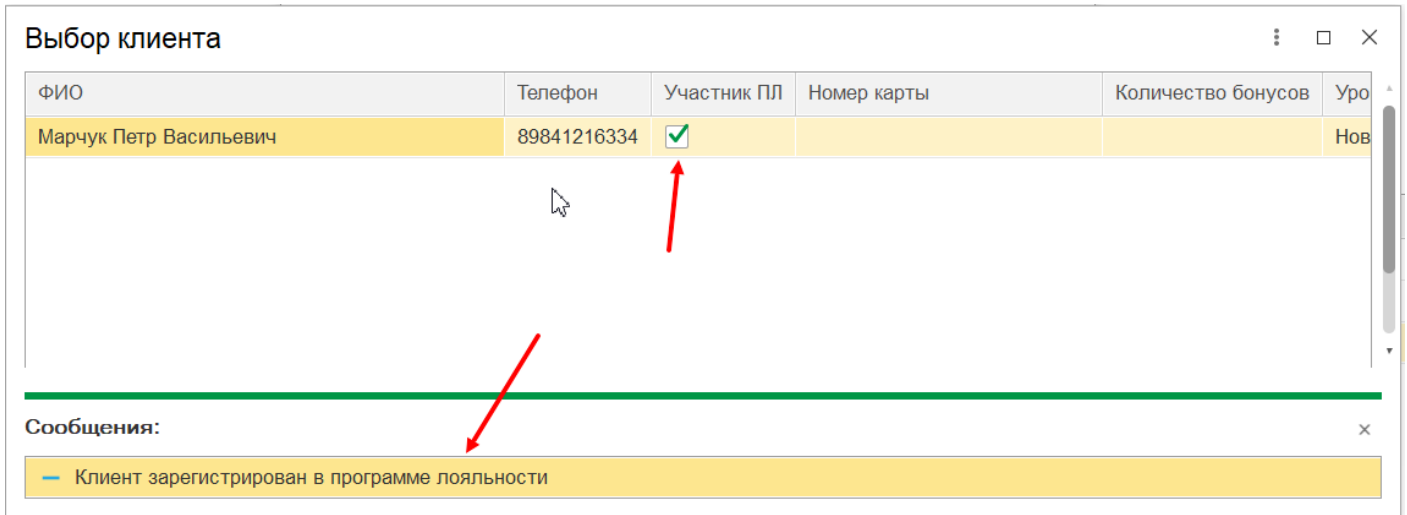 Выбор клиента
ФИО Телефон Участник ПЛ Номер карты Количество бонусов Уро
Марчук Петр Васильевич 89841216334 Нов
Сообщения:
Клиент зарегистрирован в программе лояльности